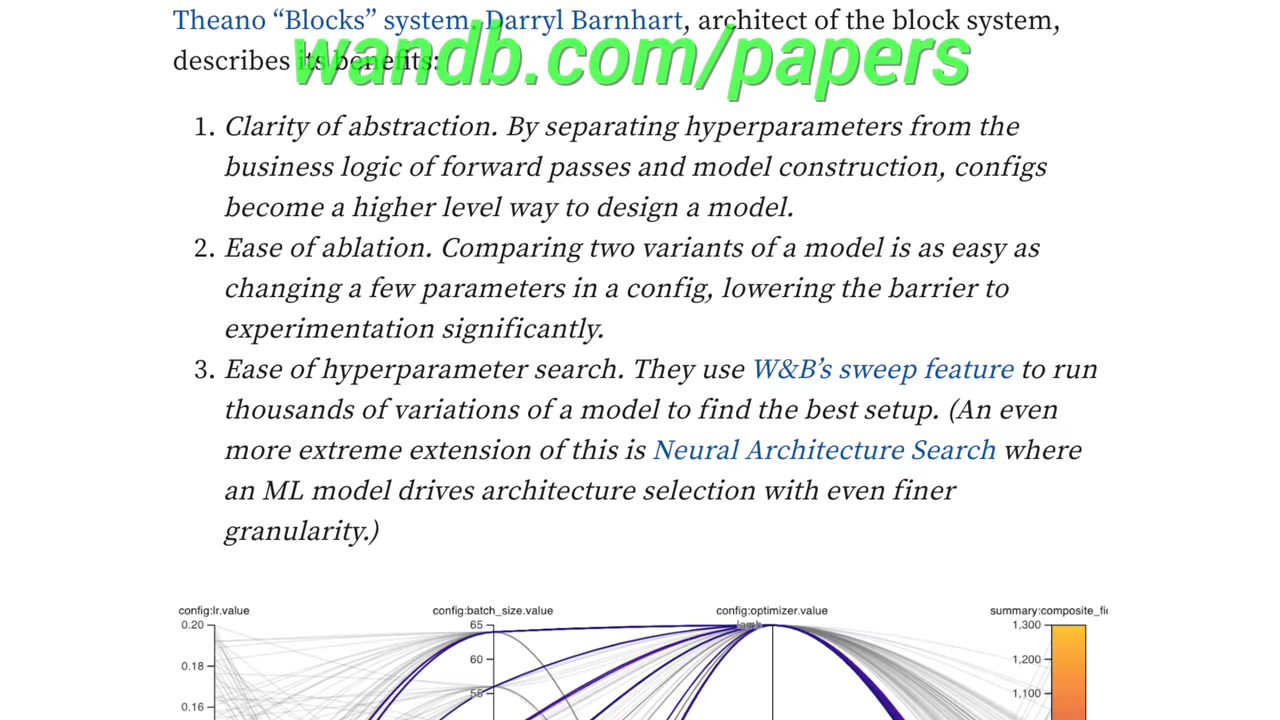 Theano “Blocks” system. Darryl Barnhart, architect of the block system,
wandb.com/papers
describes its benefits:
1. Clarity of abstraction. By separating hyperparameters from the
business logic of forward passes and model construction, configs
become a higher level way to design a model.
2. Ease of ablation. Comparing two variants of a model is as easy as
changing a few parameters in a config, lowering the barrier to
experimentation significantly.
3. Ease of hyperparameter search. They use W&B’s sweep feature to run
thousands of variations of a model to find the best setup. (An even
more extreme extension of this is Neural Architecture Search where
an ML model drives architecture selection with even finer
granularity.)
config:lr.value config:batch_size.value config:optimizer.value summary:composite_fic
0.20 65 lamb 1,300
0.18 60 1,200
55 1,100
0.16